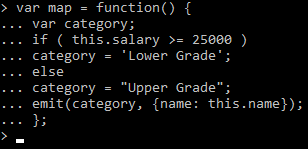 > var map = function() {
... var category;
... if ( this.salary >= 25000 )
... category = 'Lower Grade';
... else
... category = "Upper Grade";
... emit(category, {name: this.name});
... };
>